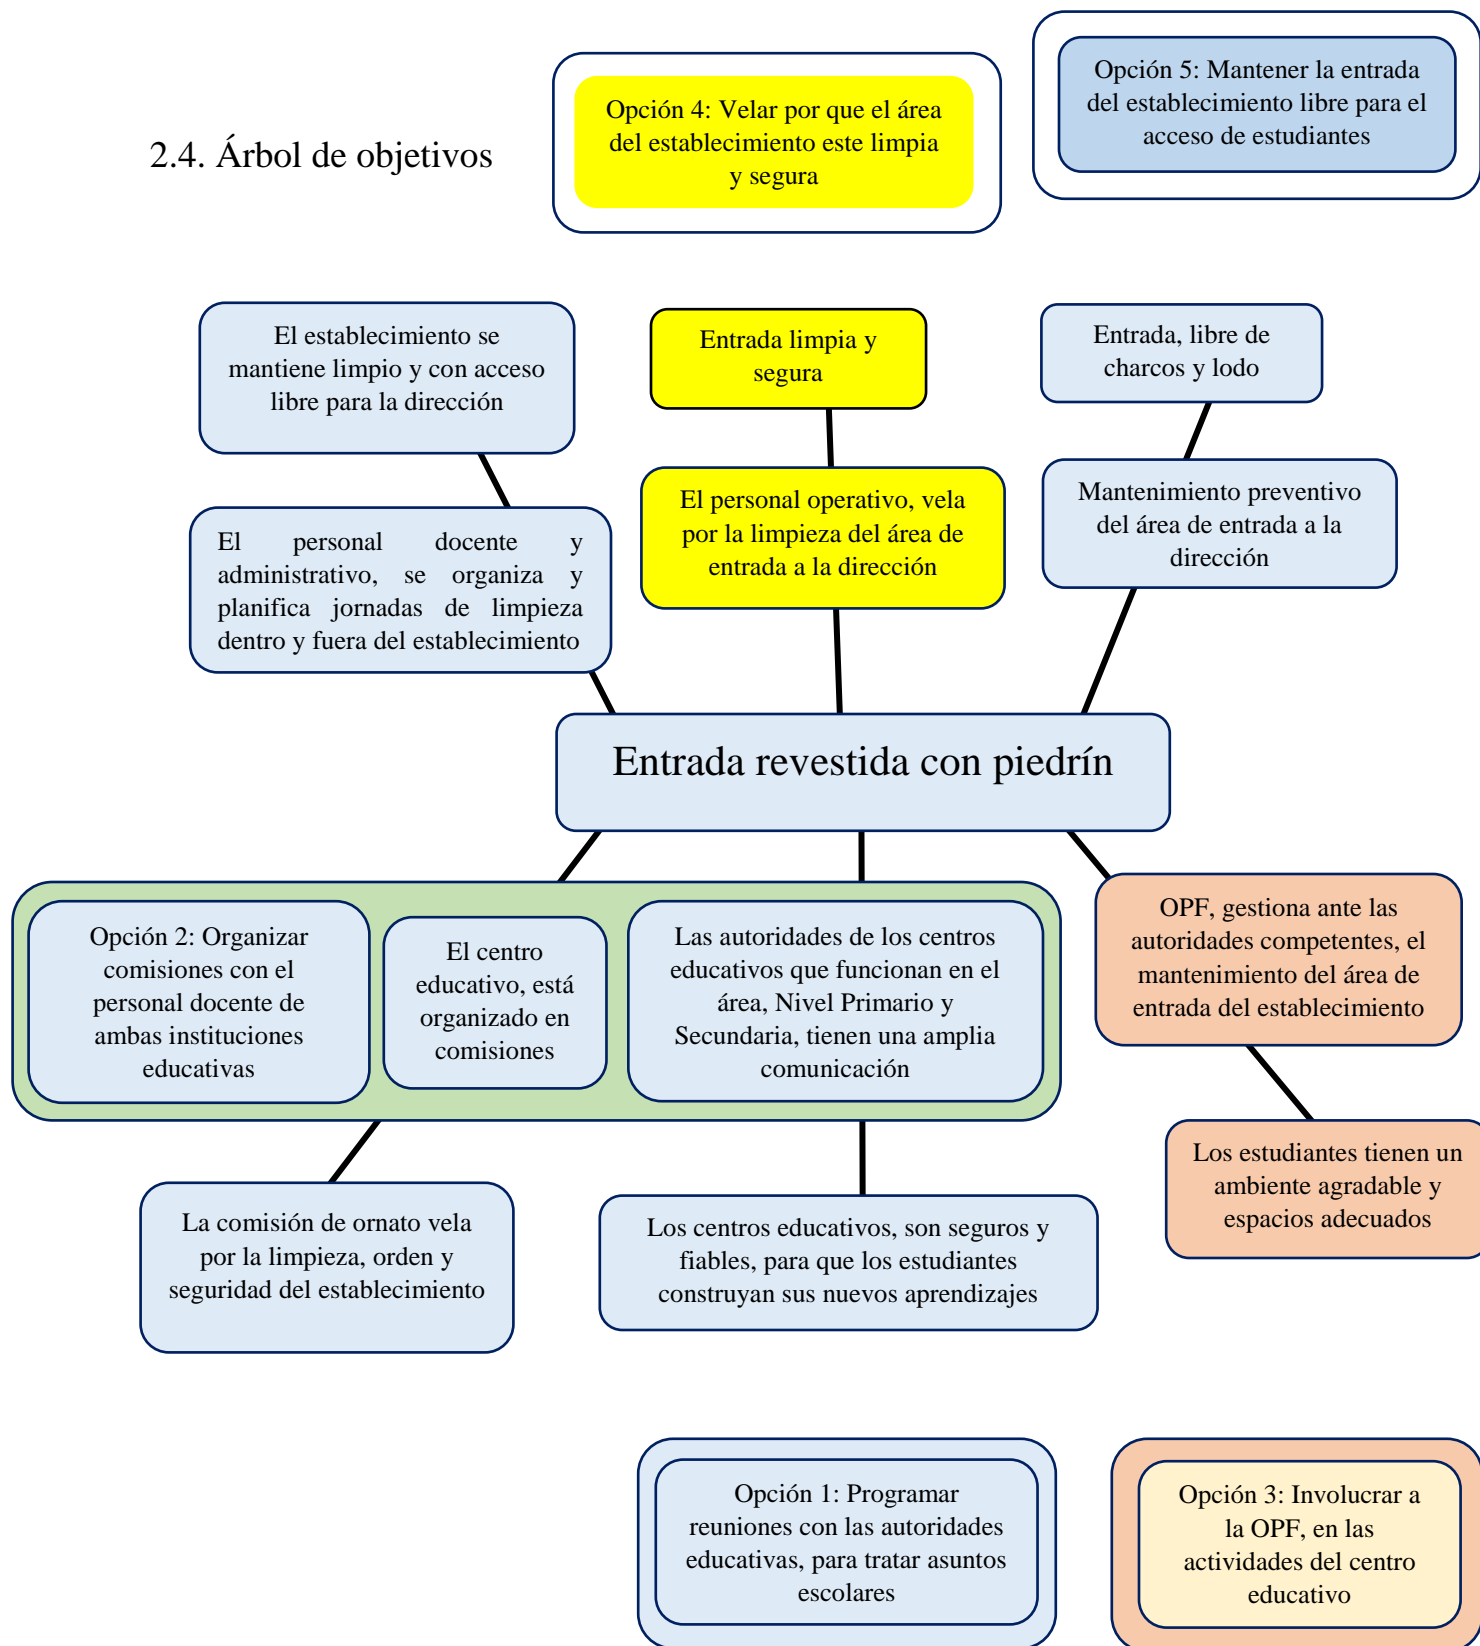 Opción 5: Mantener la entrada
del establecimiento libre para el
acceso de estudiantes
Opción 4: Velar por que el área
del establecimiento este limpia
y segura
2.4. Árbol de objetivos
El establecimiento se
mantiene limpio y con acceso
libre para la dirección
Entrada limpia y
segura
Entrada, libre de
charcos y lodo
El personal docente y
administrativo, se organiza y
planifica jornadas de limpieza
dentro y fuera del establecimiento
El personal operativo, vela
por la limpieza del área de
entrada a la dirección
Mantenimiento preventivo
del área de entrada a la
dirección
Entrada revestida con piedrín
Opción 2: Organizar
comisiones con el
personal docente de
ambas instituciones
educativas
El centro
educativo, está
organizado en
comisiones
Las autoridades de los centros
educativos que funcionan en el
área, Nivel Primario y
Secundaria, tienen una amplia
comunicación
OPF, gestiona ante las
autoridades competentes, el
mantenimiento del área de
entrada del establecimiento
La comisión de ornato vela
por la limpieza, orden y
seguridad del establecimiento
Los centros educativos, son seguros y
fiables, para que los estudiantes
construyan sus nuevos aprendizajes
Los estudiantes tienen un
ambiente agradable y
espacios adecuados
Opción 1: Programar
reuniones con las autoridades
educativas, para tratar asuntos
escolares
Opción 3: Involucrar a
la OPF, en las
actividades del centro
educativo